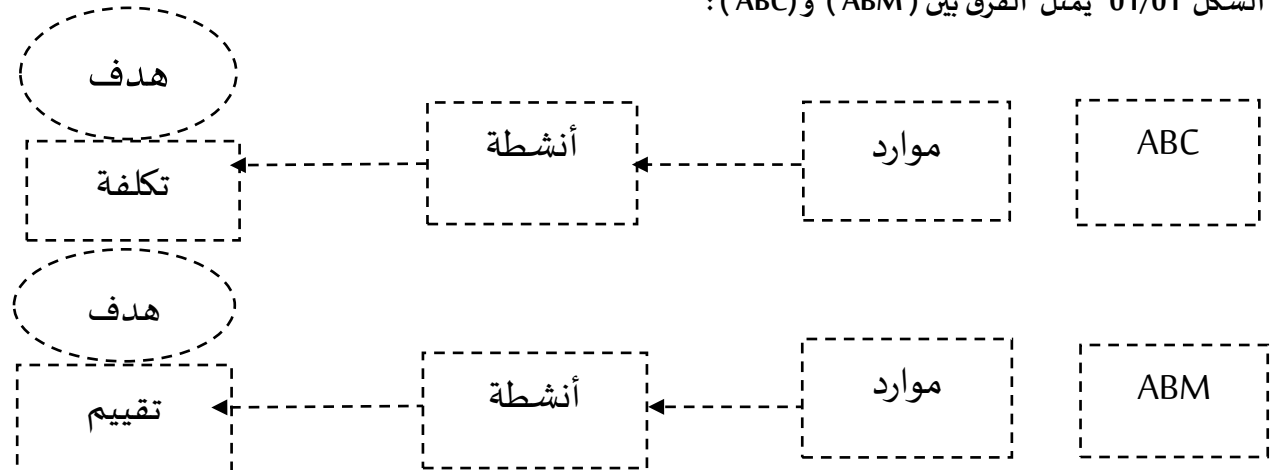 الشكل 01/01 يمثل الفرق بين ( ABM ) و ( ABC ) :
هدف
ABC موارد أنشطة تكلفة
هدف
ABM موارد أنشطة تقييم